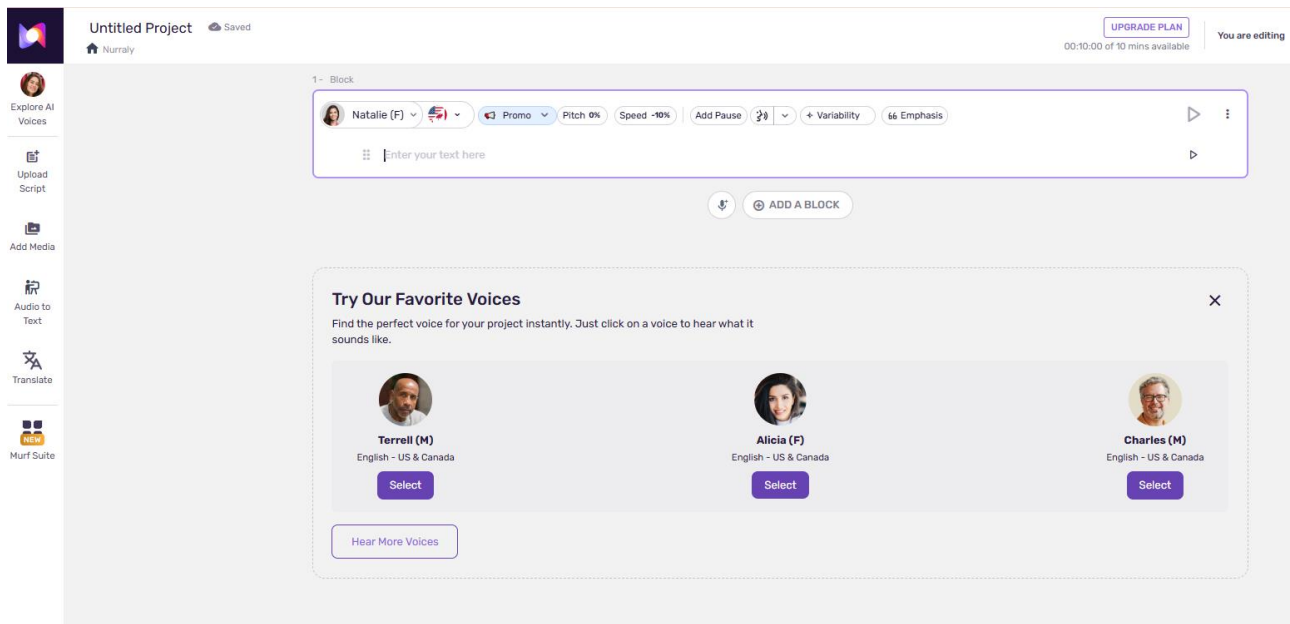 Untitled Project Saved
Nurraly
UPGRADE PLAN
00:10:00 of 10 mins available
You are editing
Explore AI
Voices
Upload
Script
Add Media
Audio to
Text
Translate
NEW
Murf Suite
1 - Block
Natalie (F) Promo Pitch 0% Speed -10% Add Pause + Variability Emphasis
Enter your text here
ADD A BLOCK
Try Our Favorite Voices
Find the perfect voice for your project instantly. Just click on a voice to hear what it
sounds like.
Terrell (M)
English - US & Canada
Select
Alicia (F)
English - US & Canada
Select
Charles (M)
English - US & Canada
Select
Hear More Voices